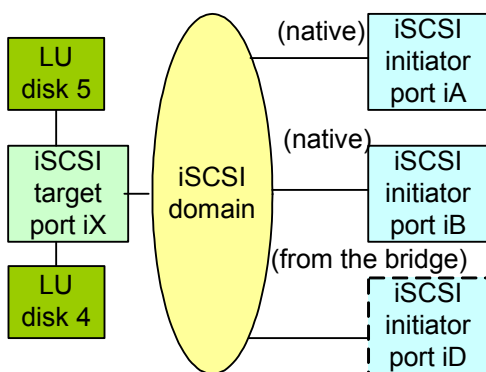 LU
disk 5
iSCSI
target
port iX
LU
disk 4
iSCSI
domain
(native)
iSCSI
initiator
port iA
(native)
iSCSI
initiator
port iB
(from the bridge)
iSCSI
initiator
port iD